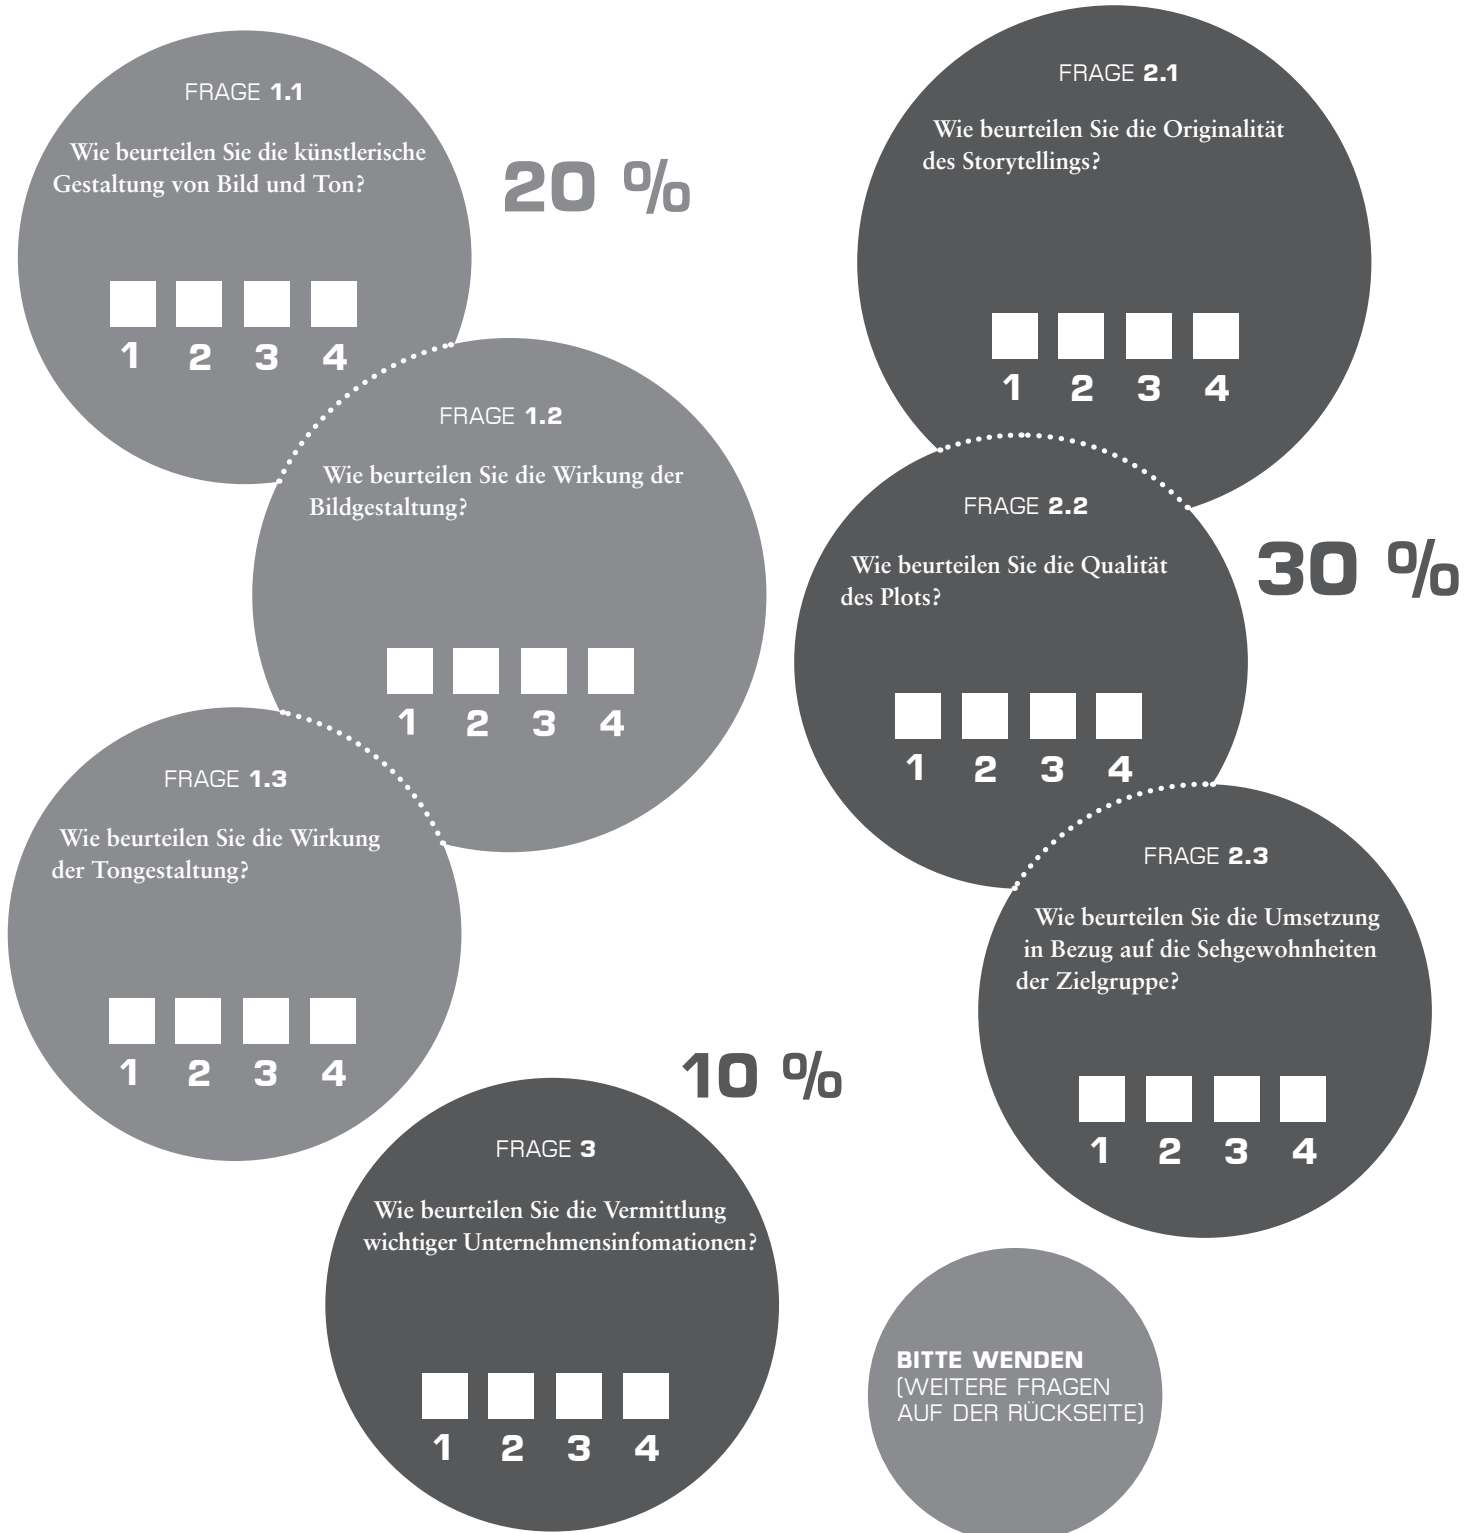 FRAGE 1.1
Wie beurteilen Sie die künstlerische
Gestaltung von Bild und Ton?
1 2 3 4
20 %
FRAGE 1.2
Wie beurteilen Sie die Wirkung der
Bildgestaltung?
1 2 3 4
FRAGE 1.3
Wie beurteilen Sie die Wirkung
der Tongestaltung?
1 2 3 4
FRAGE 2.1
Wie beurteilen Sie die Originalität
des Storytellings?
1 2 3 4
FRAGE 2.2
Wie beurteilen Sie die Qualität
des Plots?
1 2 3 4
30 %
FRAGE 2.3
Wie beurteilen Sie die Umsetzung
in Bezug auf die Sehgewohnheiten
der Zielgruppe?
1 2 3 4
10 %
FRAGE 3
Wie beurteilen Sie die Vermittlung
wichtiger Unternehmensinfomationen?
1 2 3 4
BITTE WENDEN
(WEITERE FRAGEN
AUF DER RÜCKSEITE)